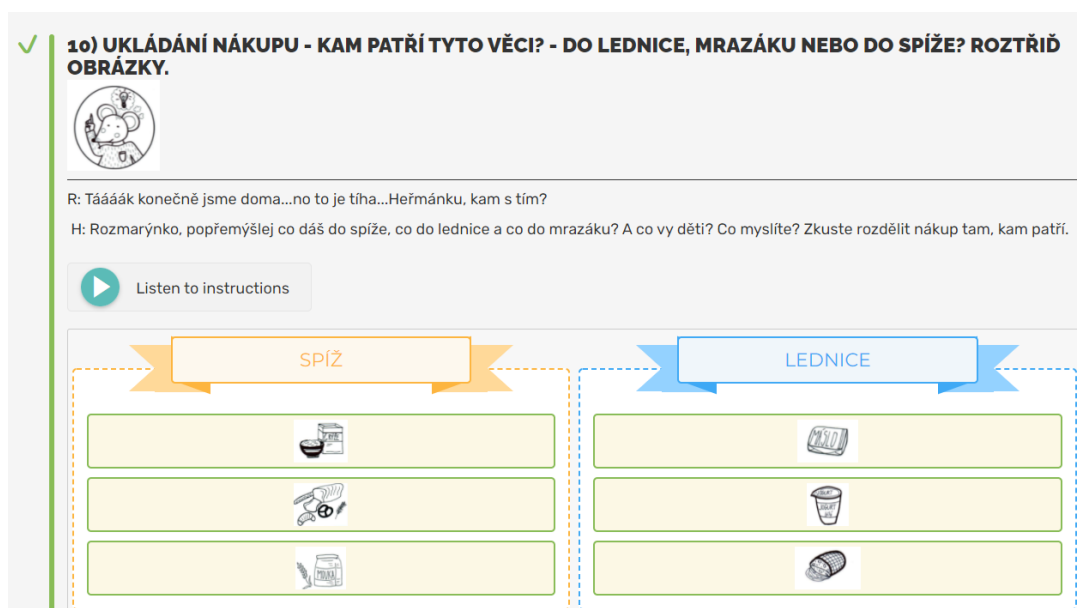 10) UKLÁDÁNÍ NÁKUPU - KAM PATŘÍ TYTO VĚCI? - DO LEDNICE, MRAZÁKU NEBO DO SPÍŽE? ROZTŘIĎ
OBRÁZKY.
R: Táááák konečně jsme doma...no to je tíha...Heřmánku, kam s tím?
H: Rozmarýnko, popřemýšlej co dáš do spíže, co do lednice a co do mrazáku? A co vy děti? Co myslíte? Zkuste rozdělit nákup tam, kam patří.
Listen to instructions
SPÍŽ
LEDNICE
MÁSLO
JOGURT
MOUKA